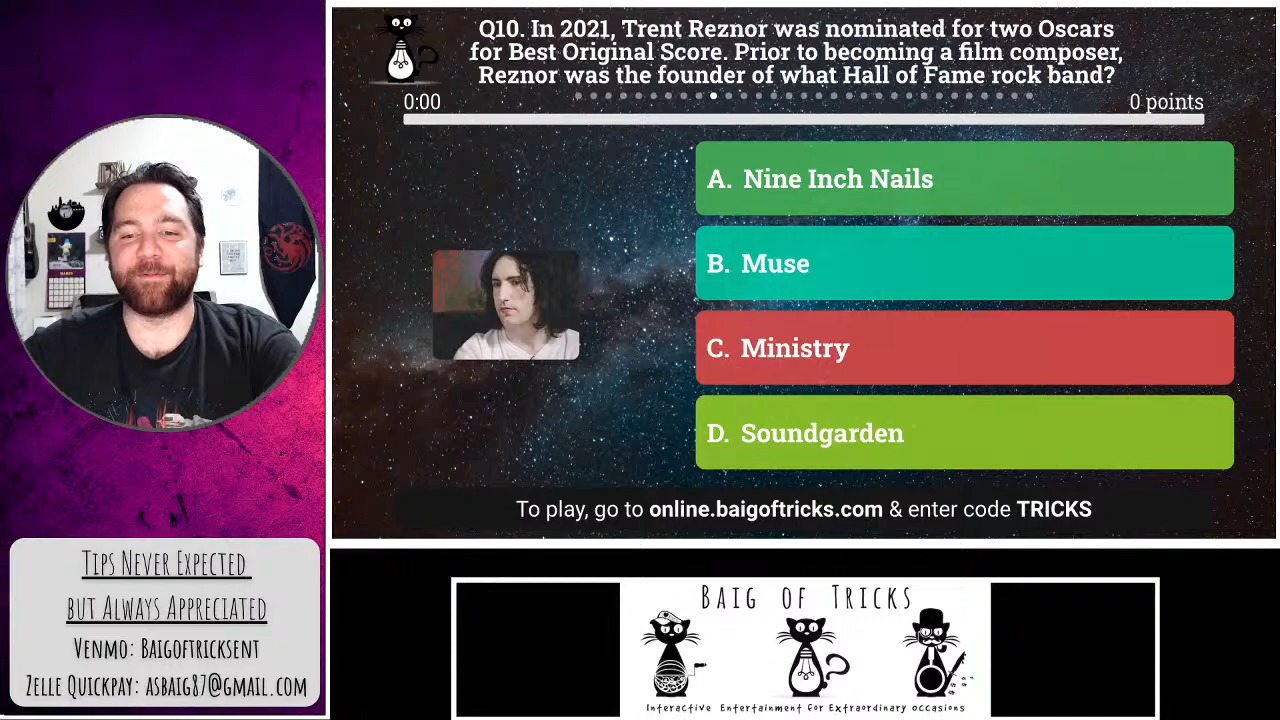 Q10. In 2021, Trent Reznor was nominated for two Oscars
for Best Original Score. Prior to becoming a film composer,
Reznor was the founder of what Hall of Fame rock band?
0:00
0 points
A. Nine Inch Nails
B. Muse
C. Ministry
D. Soundgarden
To play, go to online.baigoftricks.com & enter code TRICKS
Tips Never Expected
but Always Appreciated
Venmo: Baigoftricksent
Zelle Quickpay: asbaig87@gmail.com
Baig of Tricks
Interactive Entertainment for Extraordinary Occasions